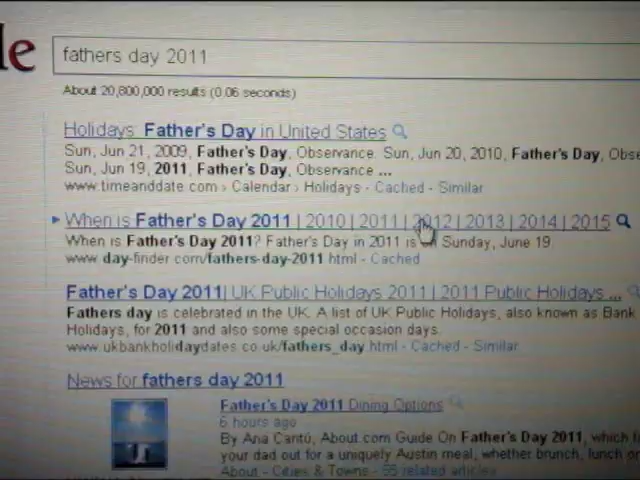 le
fathers day 2011
About 20,800,000 results (0.06 seconds)
Holidays: Father's Day in United States
Sun, Jun 21, 2009, Father's Day, Observance. Sun, Jun 20, 2010, Father's Day, Obse
Sun, Jun 19, 2011, Father's Day, Observance ...
www.timeanddate.com › Calendar › Holidays - Cached - Similar
When is Father's Day 2011 | 2010 | 2011 | 2012 | 2013 | 2014 | 2015
When is Father's Day 2011? Father's Day in 2011 is on Sunday, June 19
www.day-finder.com/fathers-day-2011.html - Cached
Father's Day 2011| UK Public Holidays 2011 | 2011 Public Holidays ...
Fathers day is celebrated in the UK. A list of UK Public Holidays, also known as Bank
Holidays, for 2011 and also some special occasion days.
www.ukbankholidaydates.co.uk/fathers_day.html - Cached - Similar
News for fathers day 2011
Father's Day 2011 Dining Options
6 hours ago
By Ana Cantú, About.com Guide On Father's Day 2011, which f
your dad out for a uniquely Austin meal, whether brunch, lunch or
About - Cities & Towns - 55 related articles